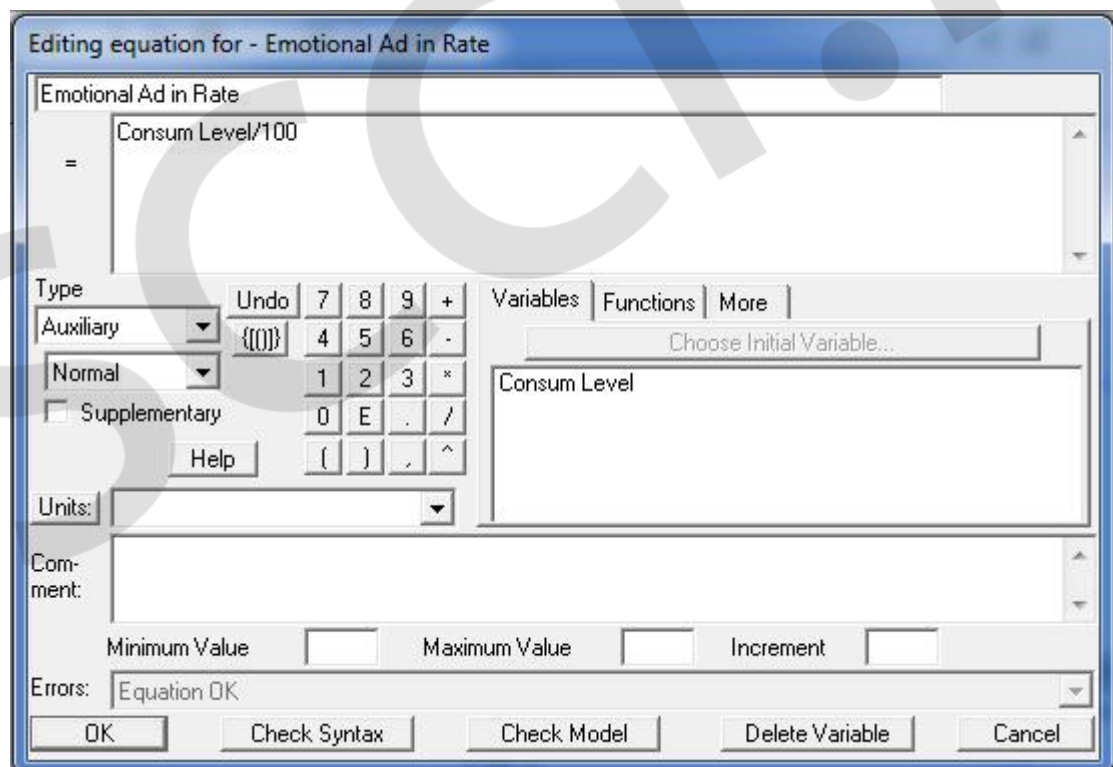 Editing equation for - Emotional Ad in Rate
Emotional Ad in Rate
= Consum Level/100
Type
Auxiliary
Normal
Supplementary
Help
Undo 7 8 9 +
{[()]} 4 5 6 -
1 2 3 *
0 E . /
( ) , ^
Variables Functions More
Choose Initial Variable...
Consum Level
Units:
Com-
ment:
Minimum Value Maximum Value Increment
Errors: Equation OK
OK Check Syntax Check Model Delete Variable Cancel